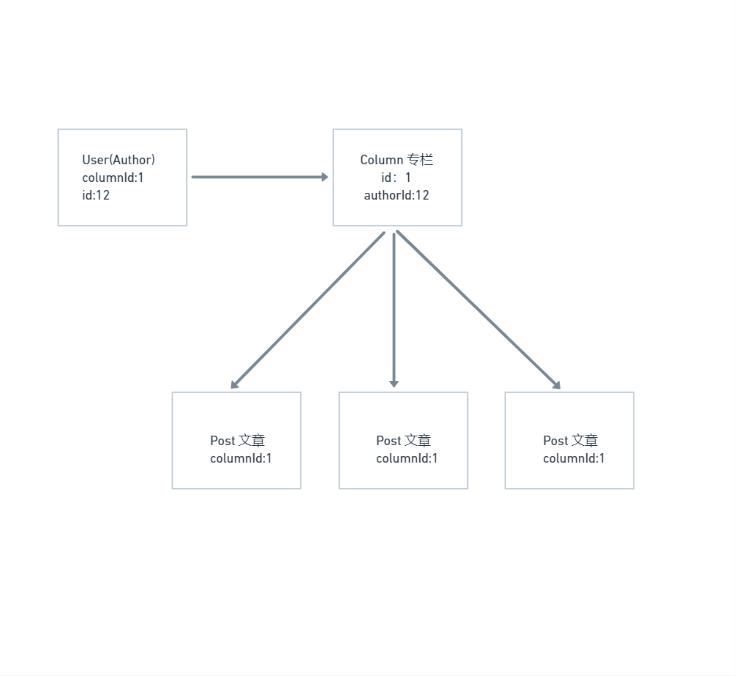 User(Author)
columnId:1
id:12
Column 专栏
id： 1
authorId:12
Post 文章
columnId:1
Post 文章
columnId:1
Post 文章
columnId:1